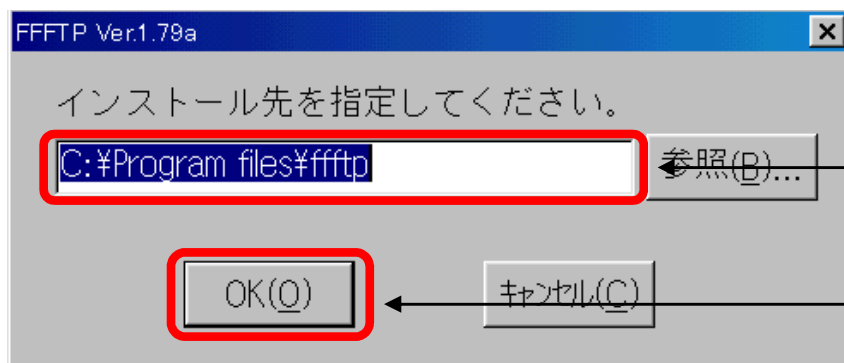 FFFTP Ver.1.79a
インストール先を指定してください。
C:¥Program files¥ffftp
参照(B)...
OK(O)
キャンセル(C)